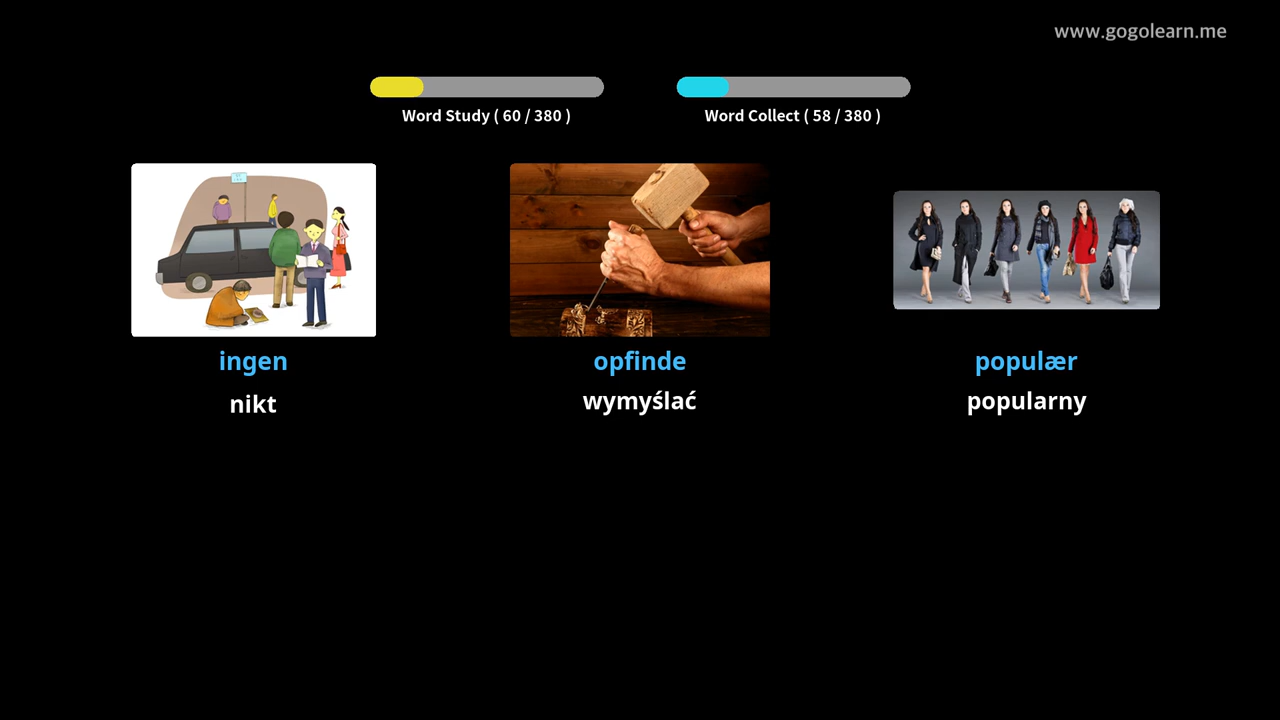 www.gogolearn.me
Word Study ( 60 / 380 )
Word Collect ( 58 / 380 )
ingen
opfinde
populær
nikt
wymyślać
popularny